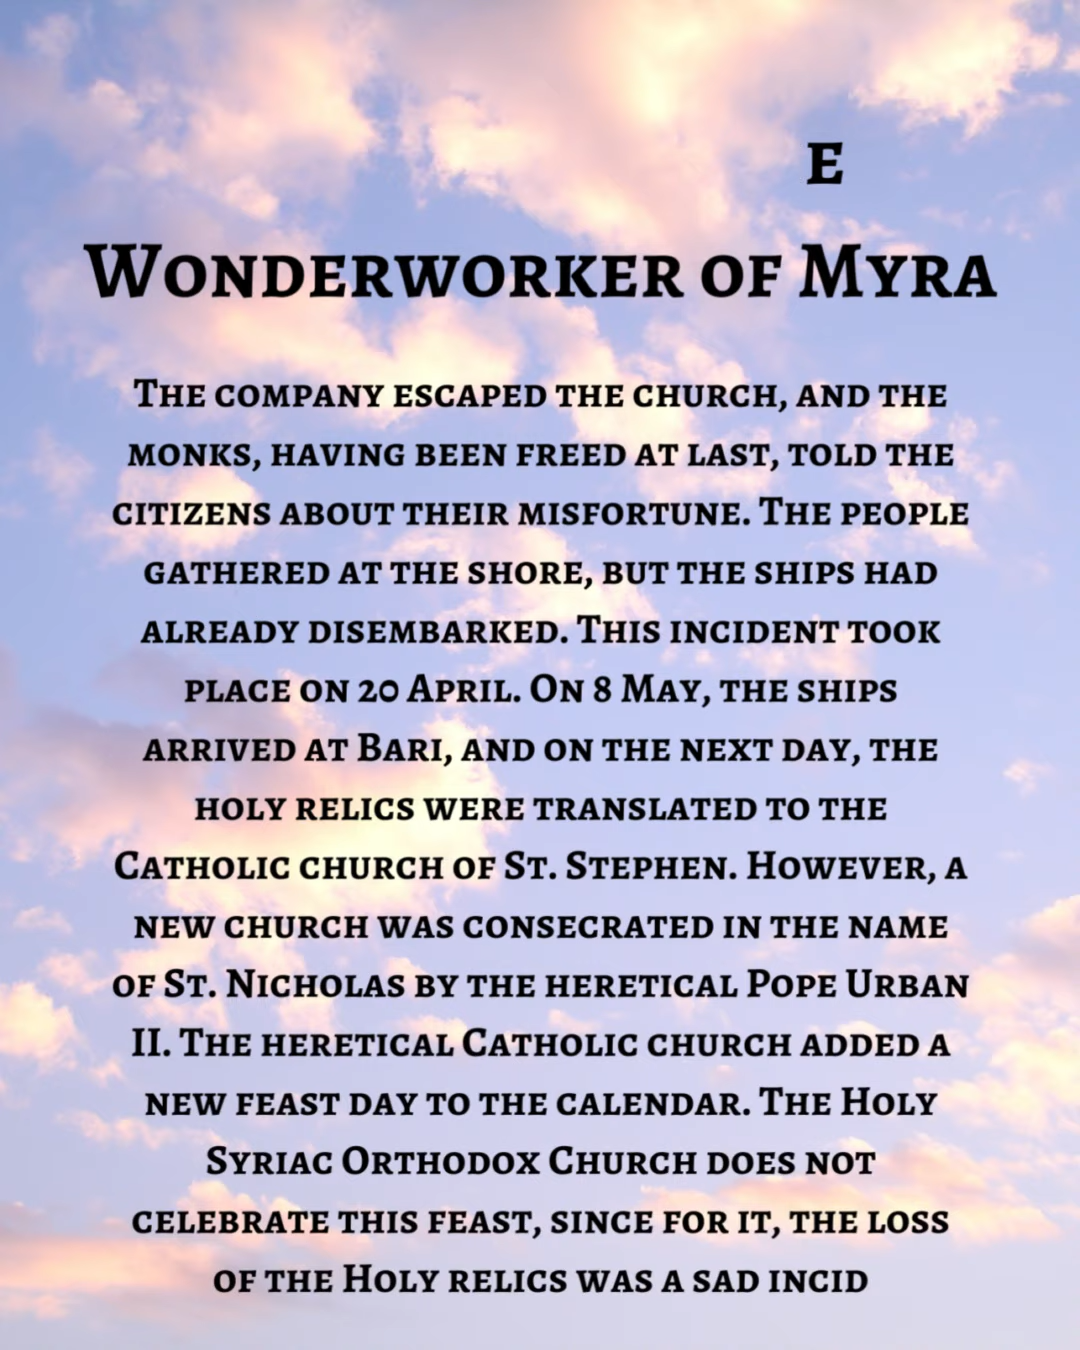 E
Wonderworker of Myra
The company escaped the church, and the
monks, having been freed at last, told the
citizens about their misfortune. The people
gathered at the shore, but the ships had
already disembarked. This incident took
place on 20 April. On 8 May, the ships
arrived at Bari, and on the next day, the
holy relics were translated to the
Catholic church of St. Stephen. However, a
new church was consecrated in the name
of St. Nicholas by the heretical Pope Urban
II. The heretical Catholic church added a
new feast day to the calendar. The Holy
Syriac Orthodox Church does not
celebrate this feast, since for it, the loss
of the Holy relics was a sad incid